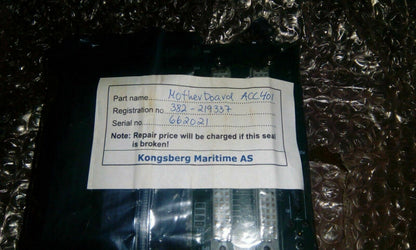 Part name Motherboard ACC401
Registration no. 382-219337
Serial no. 662021
Note: Repair price will be charged if this seal
is broken!
Kongsberg Maritime AS